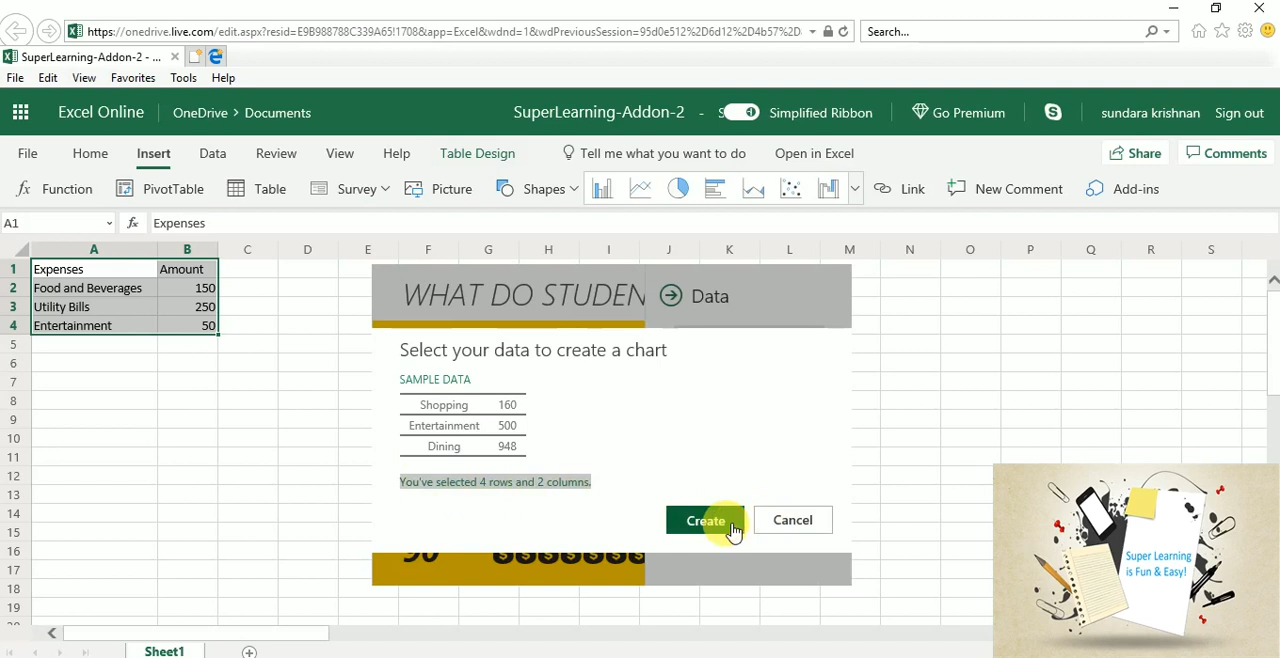 https://onedrive.live.com/edit.aspx?resid=E9B988788C339A65!1708&app=Excel&wdnd=1&wdPreviousSession=95d0e512%2D6d12%2D4b57%2D
Search...
SuperLearning-Addon-2 - ...
File Edit View Favorites Tools Help
Excel Online OneDrive > Documents SuperLearning-Addon-2 - S Simplified Ribbon Go Premium sundara krishnan Sign out
File Home Insert Data Review View Help Table Design Tell me what you want to do Open in Excel Share Comments
fx Function PivotTable Table Survey Picture Shapes Link New Comment Add-ins
A1 fx Expenses
A B C D E F G H I J K L M N O P Q R S
1 Expenses Amount
2 Food and Beverages 150
3 Utility Bills 250
4 Entertainment 50
5
6
7
8
9
10
11
12
13
14
15
16
17
18
19
WHAT DO STUDEN
Data
Select your data to create a chart
SAMPLE DATA
Shopping 160
Entertainment 500
Dining 948
You've selected 4 rows and 2 columns.
Create Cancel
$$$$$$
Super Learning
is Fun & Easy!
Sheet1